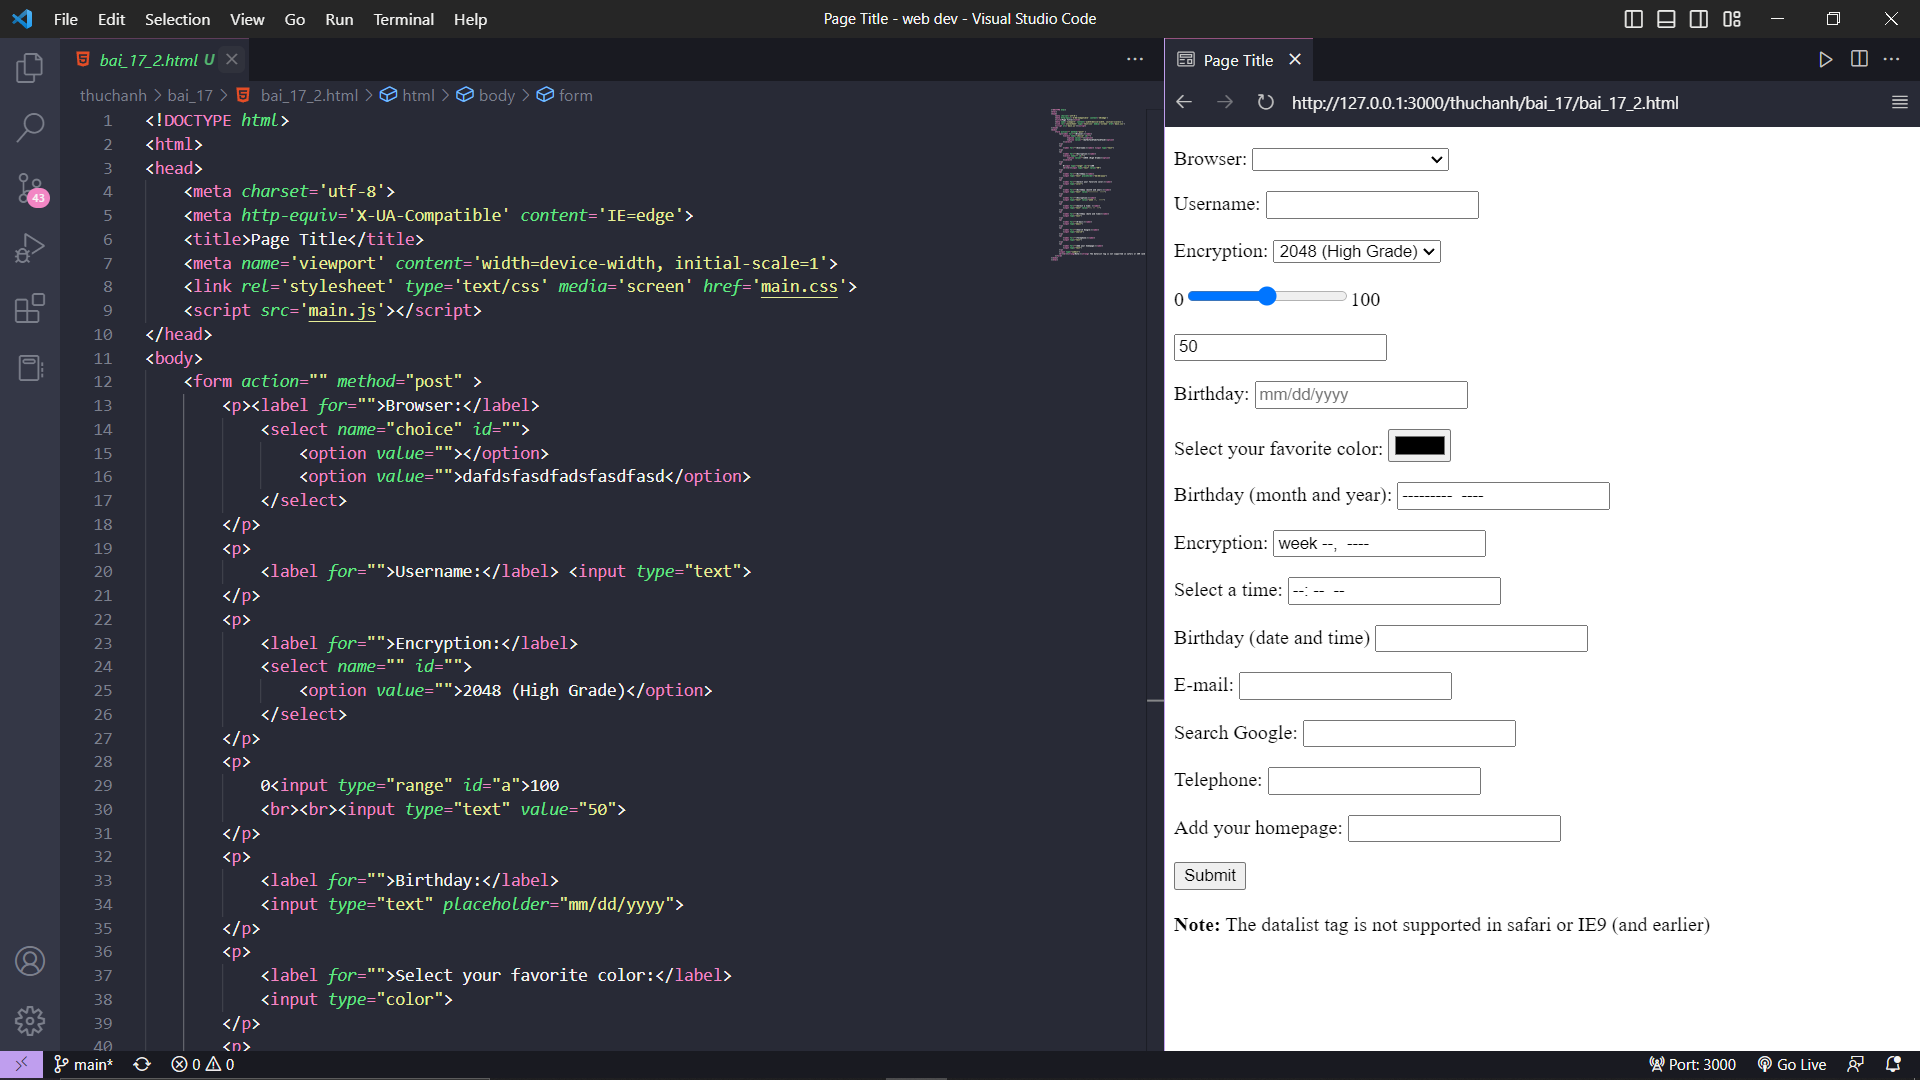 File Edit Selection View Go Run Terminal Help
Page Title - web dev - Visual Studio Code
bai_17_2.html U
thuchanh > bai_17 > bai_17_2.html > html > body > form
1 <!DOCTYPE html>
2 <html>
3 <head>
4 <meta charset='utf-8'>
5 <meta http-equiv='X-UA-Compatible' content='IE=edge'>
6 <title>Page Title</title>
7 <meta name='viewport' content='width=device-width, initial-scale=1'>
8 <link rel='stylesheet' type='text/css' media='screen' href='main.css'>
9 <script src='main.js'></script>
10 </head>
11 <body>
12 <form action="" method="post" >
13 <p><label for="">Browser:</label>
14 <select name="choice" id="">
15 <option value=""></option>
16 <option value="">dafdsfasdfadsfasdfasd</option>
17 </select>
18 </p>
19 <p>
20 <label for="">Username:</label> <input type="text">
21 </p>
22 <p>
23 <label for="">Encryption:</label>
24 <select name="" id="">
25 <option value="">2048 (High Grade)</option>
26 </select>
27 </p>
28 <p>
29 0<input type="range" id="a">100
30 <br><br><input type="text" value="50">
31 </p>
32 <p>
33 <label for="">Birthday:</label>
34 <input type="text" placeholder="mm/dd/yyyy">
35 </p>
36 <p>
37 <label for="">Select your favorite color:</label>
38 <input type="color">
39 </p>
40 <p>
43
Page Title
http://127.0.0.1:3000/thuchanh/bai_17/bai_17_2.html
Browser:
Username:
Encryption: 2048 (High Grade)
0 100
50
Birthday: mm/dd/yyyy
Select your favorite color:
Birthday (month and year): --------- ----
Encryption: week --, ----
Select a time: --:-- --
Birthday (date and time)
E-mail:
Search Google:
Telephone:
Add your homepage:
Submit
Note: The datalist tag is not supported in safari or IE9 (and earlier)
main* 0 0
Port: 3000 Go Live